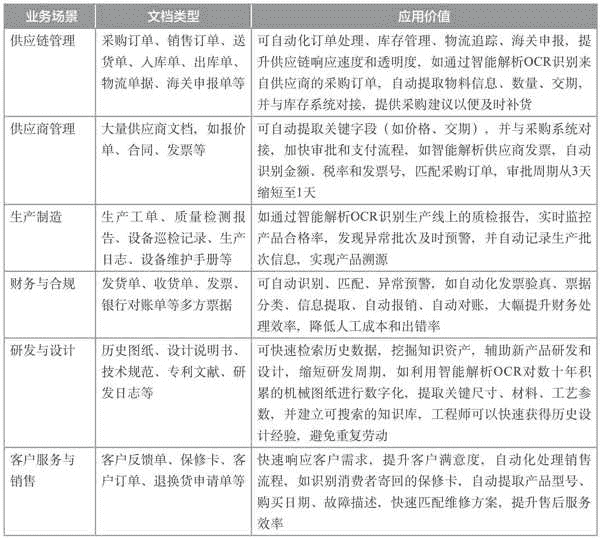 业务场景 文档类型 应用价值
供应链管理 采购订单、销售订单、送 可自动化订单处理、库存管理、物流追踪、海关申报，提
货单、入库单、出库单、 升供应链响应速度和透明度，如通过智能解析OCR识别来
物流单据、海关申报单等 自供应商的采购订单，自动提取物料信息、数量、交期，
并与库存系统对接，提供采购建议以便及时补货
供应商管理 大量供应商文档，如报价 可自动提取关键字段（如价格、交期），并与采购系统对
单、合同、发票等 接，加快审批和支付流程，如智能解析供应商发票，自动
识别金额、税率和发票号，匹配采购订单，审批周期从3天
缩短至1天
生产制造 生产工单、质量检测报 如通过智能解析OCR识别生产线上的质检报告，实时监控
告、设备巡检记录、生产 产品合格率，发现异常批次及时预警，并自动记录生产批
日志、设备维护手册等 次信息，实现产品溯源
财务与合规 发货单、收货单、发票、 可自动识别、匹配、异常预警，如自动化发票验真、票据
银行对账单等多方票据 分类、信息提取、自动报销、自动对账，大幅提升财务处
理效率，降低人工成本和出错率
研发与设计 历史图纸、设计说明书、 可快速检索历史数据，挖掘知识资产，辅助新产品研发和
技术规范、专利文献、研 设计，缩短研发周期，如利用智能解析OCR对数十年积
发日志等 累的机械图纸进行数字化，提取关键尺寸、材料、工艺参
数，并建立可搜索的知识库，工程师可以快速获得历史设
计经验，避免重复劳动
客户服务与 客户反馈单、保修卡、客 快速响应客户需求，提升客户满意度，自动化处理销售
销售 户订单、退换货申请单等 流程，如识别消费者寄回的保修卡，自动提取产品型号、
购买日期、故障描述，快速匹配维修方案，提升售后服务
效率